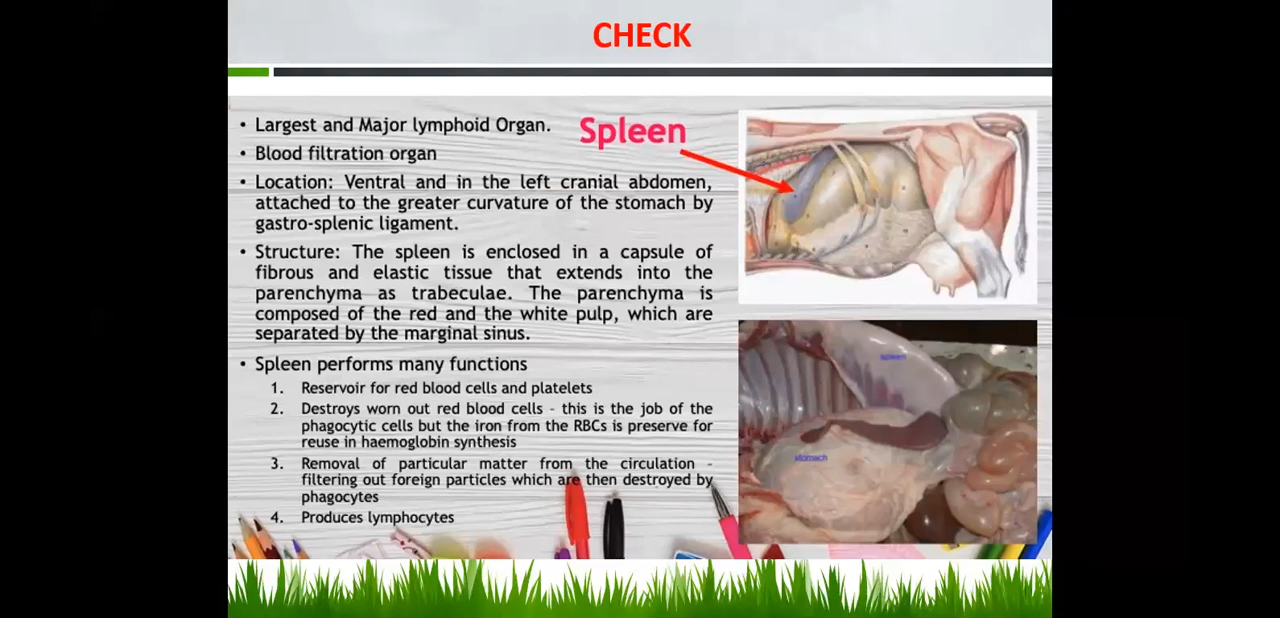 CHECK
• Largest and Major lymphoid Organ.
Spleen
• Blood filtration organ
• Location: Ventral and in the left cranial abdomen,
attached to the greater curvature of the stomach by
gastro-splenic ligament.
• Structure: The spleen is enclosed in a capsule of
fibrous and elastic tissue that extends into the
parenchyma as trabeculae. The parenchyma is
composed of the red and the white pulp, which are
separated by the marginal sinus.
• Spleen performs many functions
1. Reservoir for red blood cells and platelets
2. Destroys worn out red blood cells – this is the job of the
phagocytic cells but the iron from the RBCs is preserve for
reuse in haemoglobin synthesis
3. Removal of particular matter from the circulation –
filtering out foreign particles which are then destroyed by
phagocytes
4. Produces lymphocytes
spleen
stomach